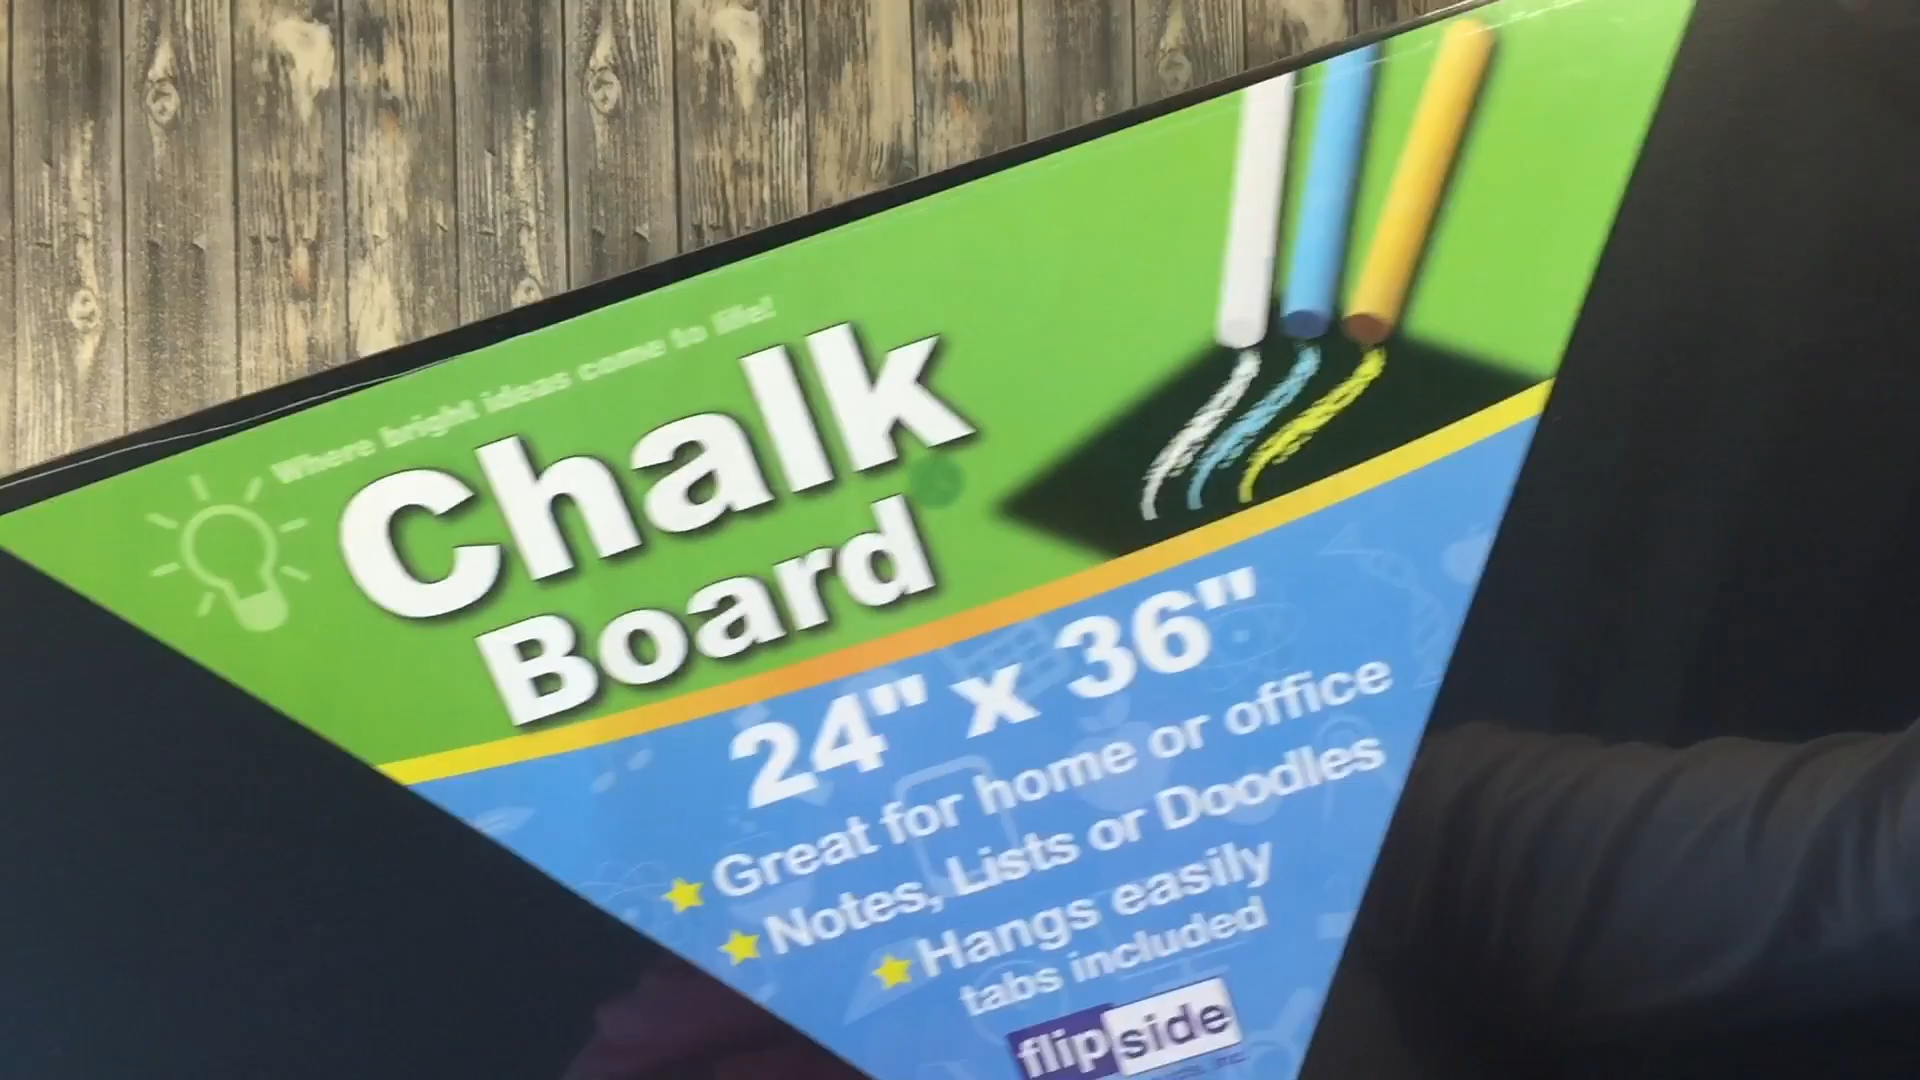 Where bright ideas come to life!
Chalk
Board
24" x 36"
Great for home or office
Notes, Lists or Doodles
Hangs easily
tabs included
flipside